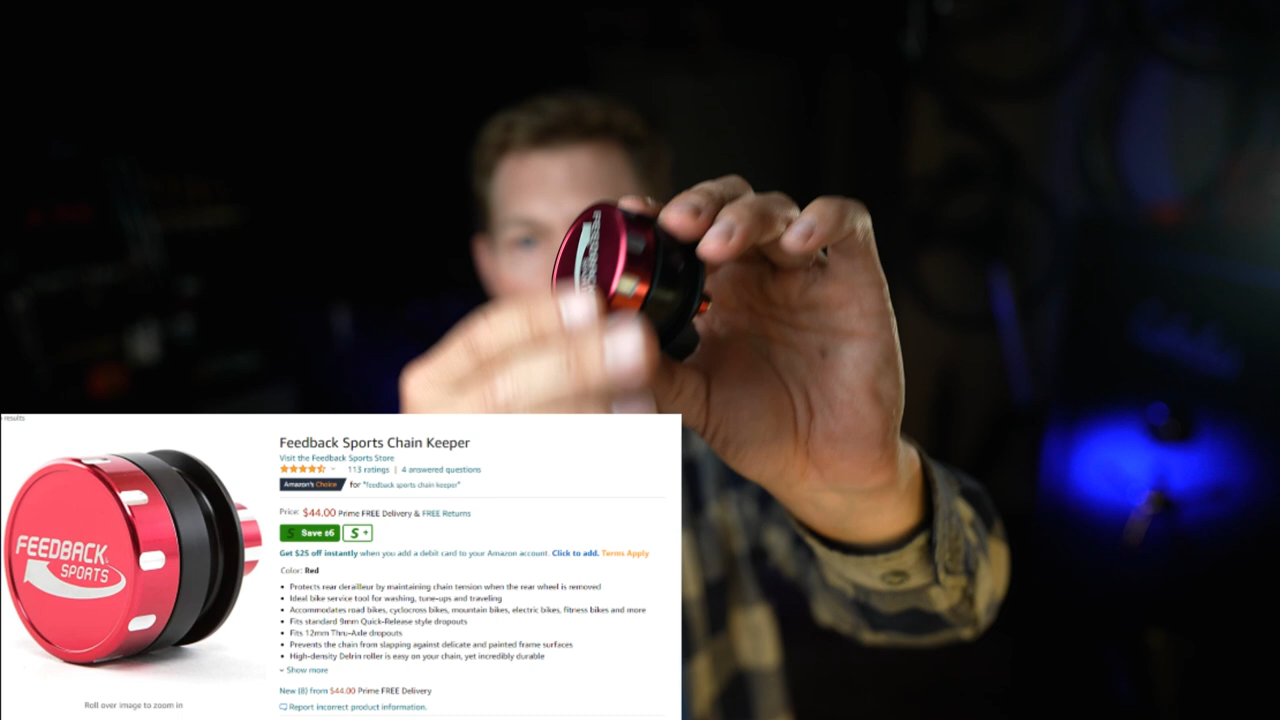 FEEDBACK
results
Feedback Sports Chain Keeper
Visit the Feedback Sports Store
113 ratings | 4 answered questions
Amazon's Choice for "feedback sports chain keeper"
Price: $44.00 Prime FREE Delivery & FREE Returns
S Save $6 S +
Get $25 off instantly when you add a debit card to your Amazon account. Click to add. Terms Apply
Color: Red
• Protects rear derailleur by maintaining chain tension when the rear wheel is removed
• Ideal bike service tool for washing, tune-ups and traveling
• Accommodates road bikes, cyclocross bikes, mountain bikes, electric bikes, fitness bikes and more
• Fits standard 9mm Quick-Release style dropouts
• Fits 12mm Thru-Axle dropouts
• Prevents the chain from slapping against delicate and painted frame surfaces
• High-density Delrin roller is easy on your chain, yet incredibly durable
Show more
New (8) from $44.00 Prime FREE Delivery
Report incorrect product information.
FEEDBACK
SPORTS
Roll over image to zoom in